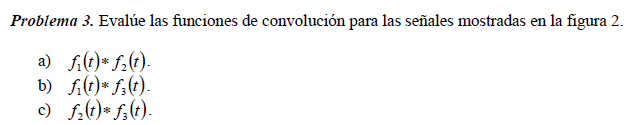 Problema 3. Evalúe las funciones de convolución para las señales mostradas en la figura 2.
a) f₁(t)* f₂(t).
b) f₁(t)* f₃(t).
c) f₂(t)* f₃(t).